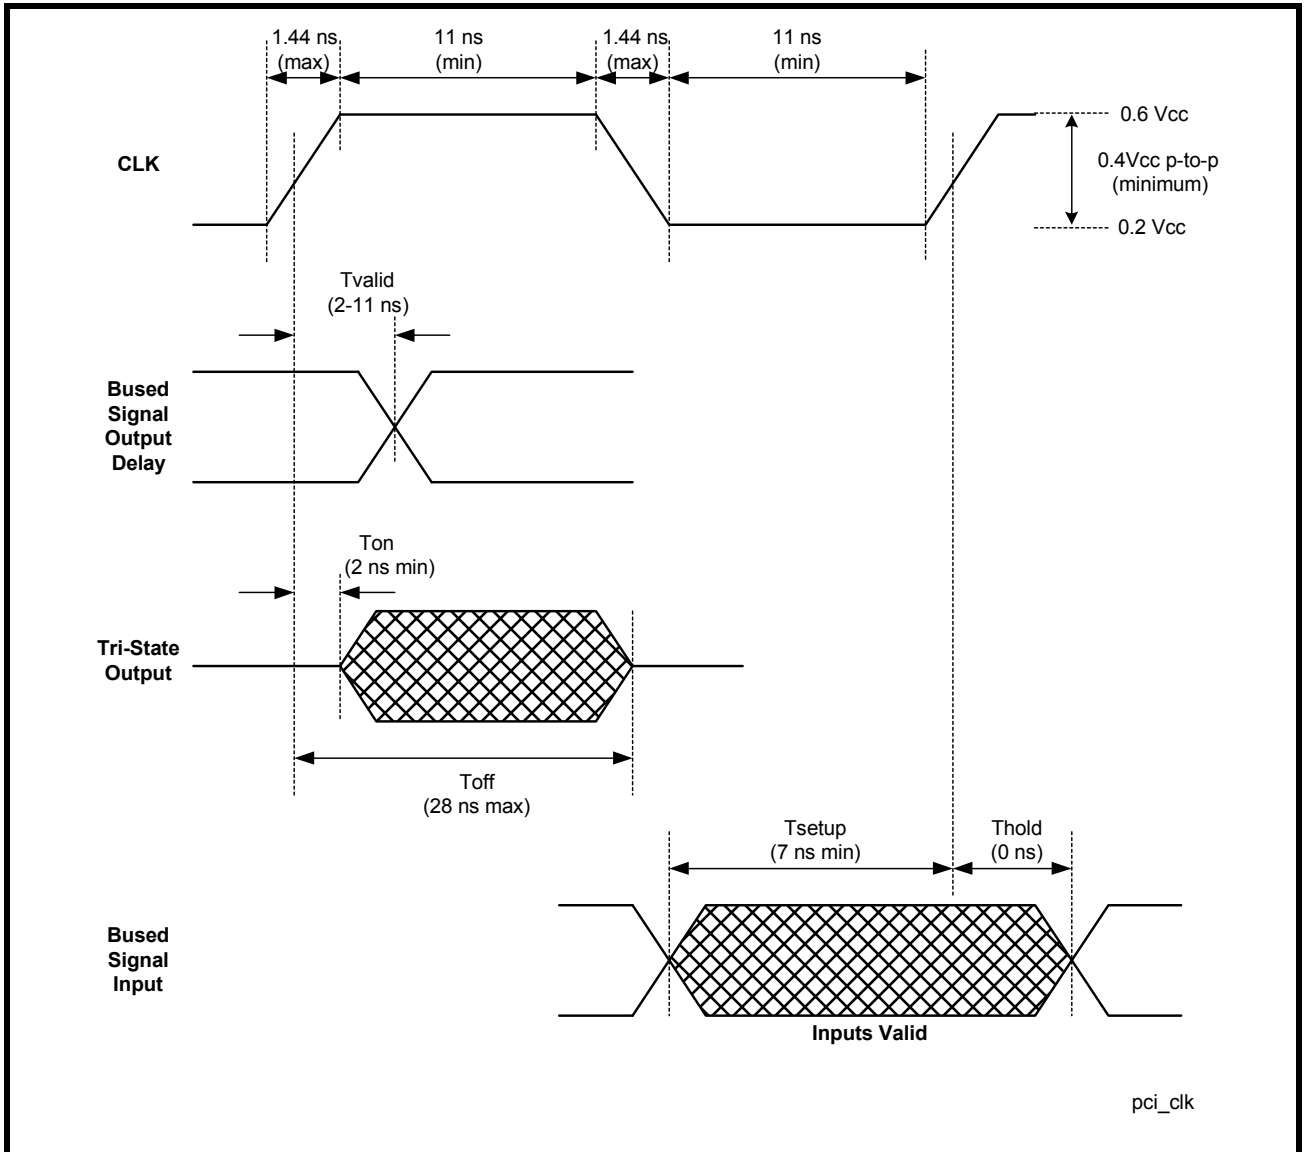 1.44 ns
(max)
11 ns
(min)
1.44 ns
(max)
11 ns
(min)
CLK
0.6 Vcc
0.4Vcc p-to-p
(minimum)
0.2 Vcc
Tvalid
(2-11 ns)
Bused
Signal
Output
Delay
Ton
(2 ns min)
Tri-State
Output
Toff
(28 ns max)
Tsetup
(7 ns min)
Thold
(0 ns)
Bused
Signal
Input
Inputs Valid
pci_clk